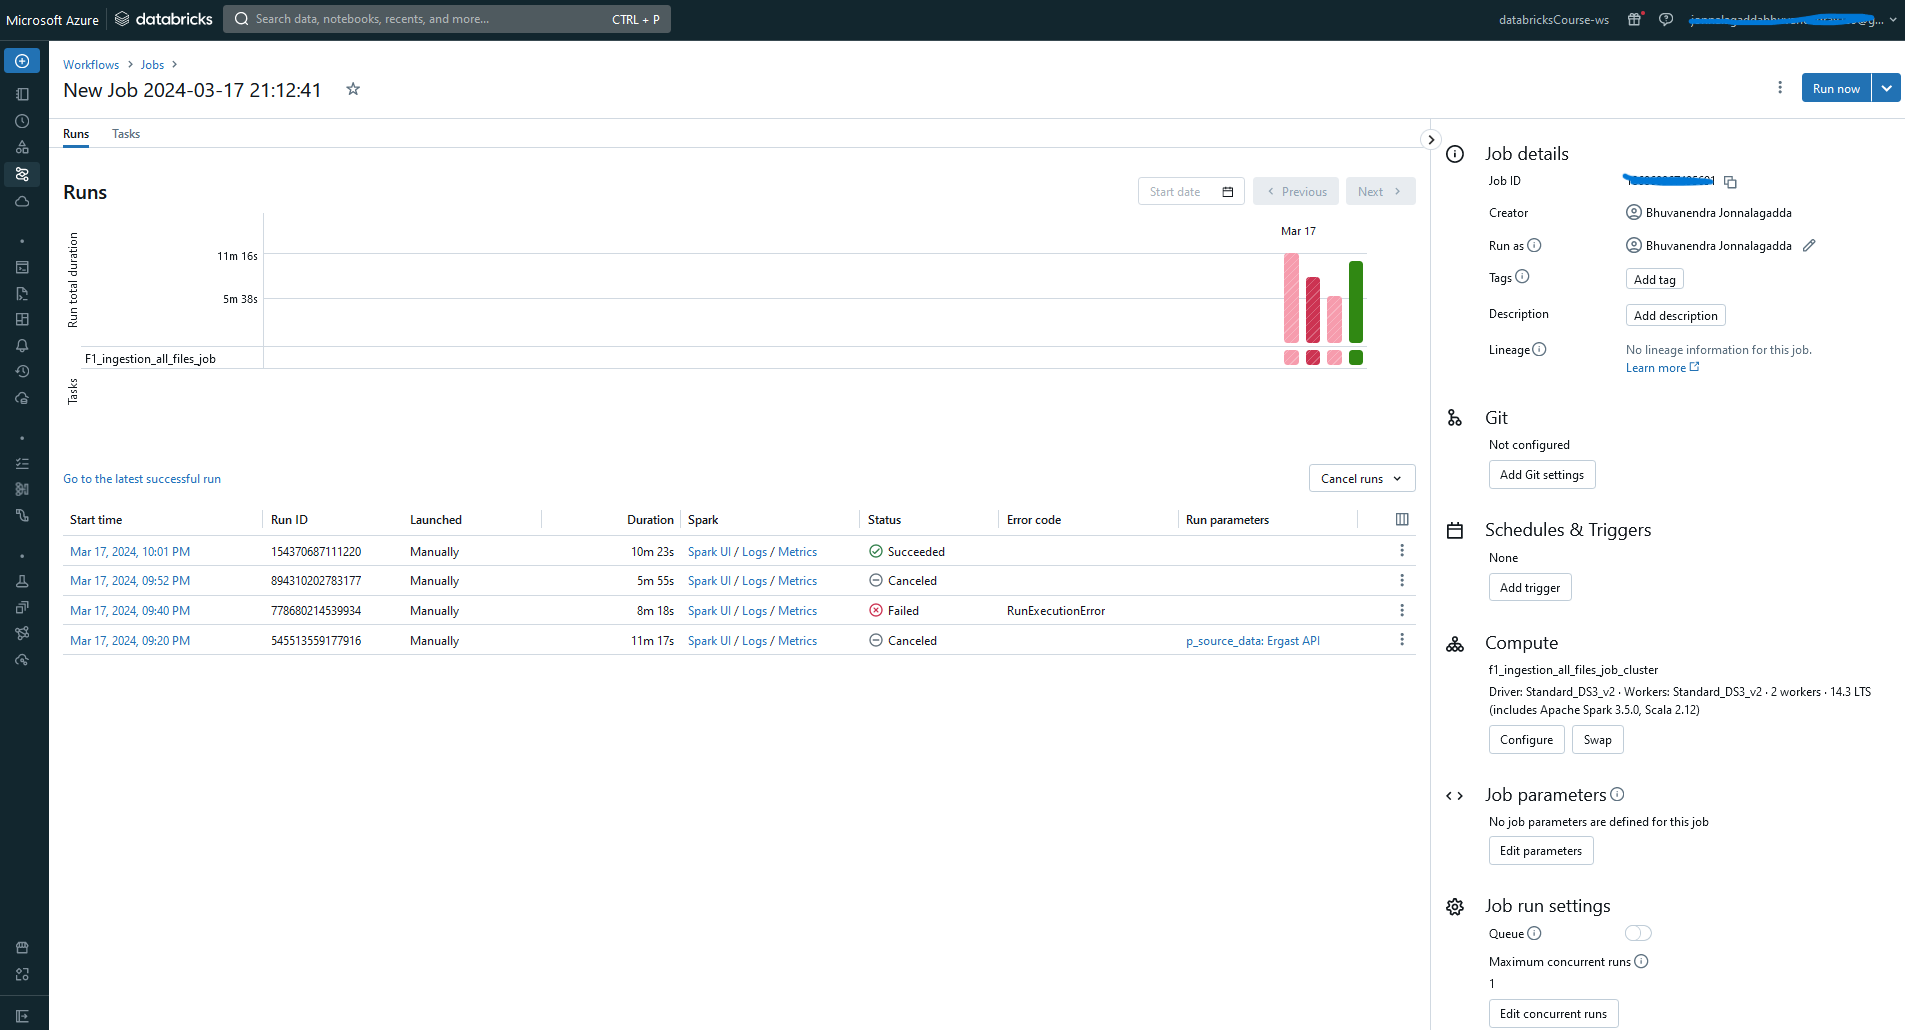 Microsoft Azure databricks Search data, notebooks, recents, and more... CTRL + P databricksCourse-ws
Workflows > Jobs >
New Job 2024-03-17 21:12:41 Run now
Runs Tasks
Runs Start date Previous Next
Mar 17
Run total duration
11m 16s
5m 38s
F1_ingestion_all_files_job
Tasks
Go to the latest successful run Cancel runs
Start time Run ID Launched Duration Spark Status Error code Run parameters
Mar 17, 2024, 10:01 PM 154370687111220 Manually 10m 23s Spark UI / Logs / Metrics Succeeded
Mar 17, 2024, 09:52 PM 894310202783177 Manually 5m 55s Spark UI / Logs / Metrics Canceled
Mar 17, 2024, 09:40 PM 778680214539934 Manually 8m 18s Spark UI / Logs / Metrics Failed RunExecutionError
Mar 17, 2024, 09:20 PM 545513559177916 Manually 11m 17s Spark UI / Logs / Metrics Canceled p_source_data: Ergast API
Job details
Job ID
Creator Bhuvanendra Jonnalagadda
Run as Bhuvanendra Jonnalagadda
Tags Add tag
Description Add description
Lineage No lineage information for this job.
Learn more
Git
Not configured
Add Git settings
Schedules & Triggers
None
Add trigger
Compute
f1_ingestion_all_files_job_cluster
Driver: Standard_DS3_v2 · Workers: Standard_DS3_v2 · 2 workers · 14.3 LTS
(includes Apache Spark 3.5.0, Scala 2.12)
Configure Swap
Job parameters
No job parameters are defined for this job
Edit parameters
Job run settings
Queue
Maximum concurrent runs
1
Edit concurrent runs